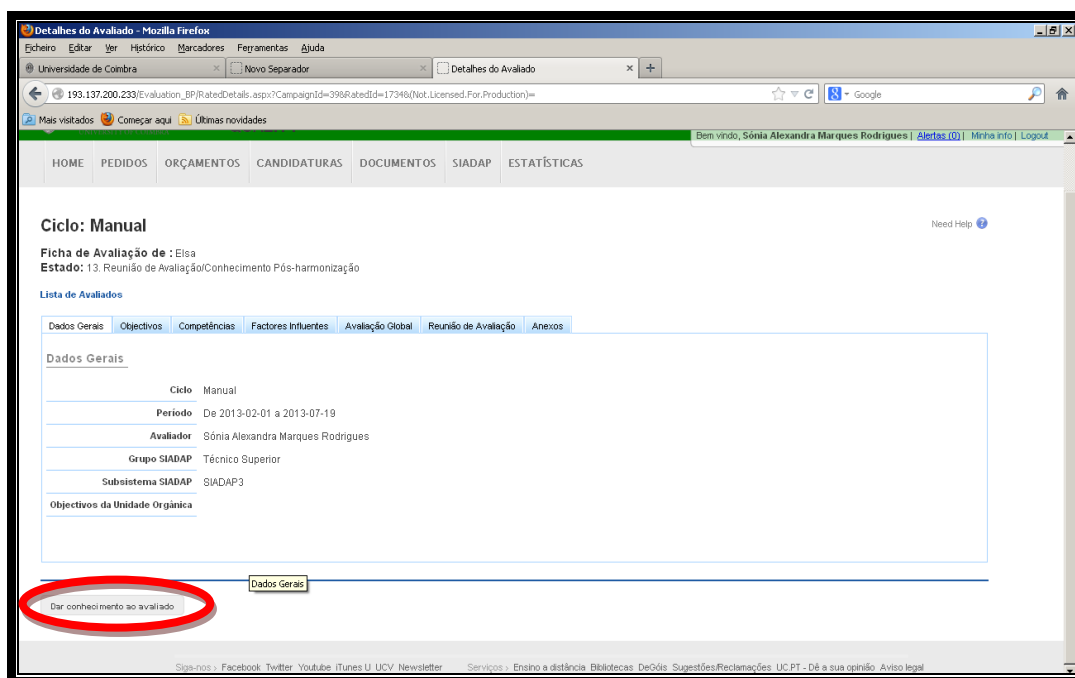 Detalhes do Avaliado - Mozilla Firefox
Ficheiro Editar Ver Histórico Marcadores Ferramentas Ajuda
Universidade de Coimbra × Novo Separador × Detalhes do Avaliado × +
193.137.200.233/Evaluation_BP/RatedDetails.aspx?CampaignId=39&RatedId=1734&(Not.Licensed.For.Production)= Google
Mais visitados Começar aqui Últimas novidades
Bem vindo, Sónia Alexandra Marques Rodrigues | Alertas (0) | Minha info | Logout
HOME PEDIDOS ORÇAMENTOS CANDIDATURAS DOCUMENTOS SIADAP ESTATÍSTICAS
Ciclo: Manual Need Help ?
Ficha de Avaliação de : Elsa
Estado: 13. Reunião de Avaliação/Conhecimento Pós-harmonização
Lista de Avaliados
Dados Gerais Objectivos Competências Factores Influentes Avaliação Global Reunião de Avaliação Anexos
Dados Gerais
Ciclo Manual
Período De 2013-02-01 a 2013-07-19
Avaliador Sónia Alexandra Marques Rodrigues
Grupo SIADAP Técnico Superior
Subsistema SIADAP SIADAP3
Objectivos da Unidade Orgânica
Dados Gerais
Dar conhecimento ao avaliado
Siga-nos › Facebook Twitter Youtube iTunes U UCV Newsletter Serviços › Ensino a distância Bibliotecas DeGóis Sugestões/Reclamações UC.PT - Dê a sua opinião Aviso legal